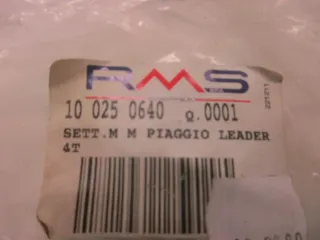 RMS
10 025 0640 Q.0001
SETT.M M PIAGGIO LEADER
4T